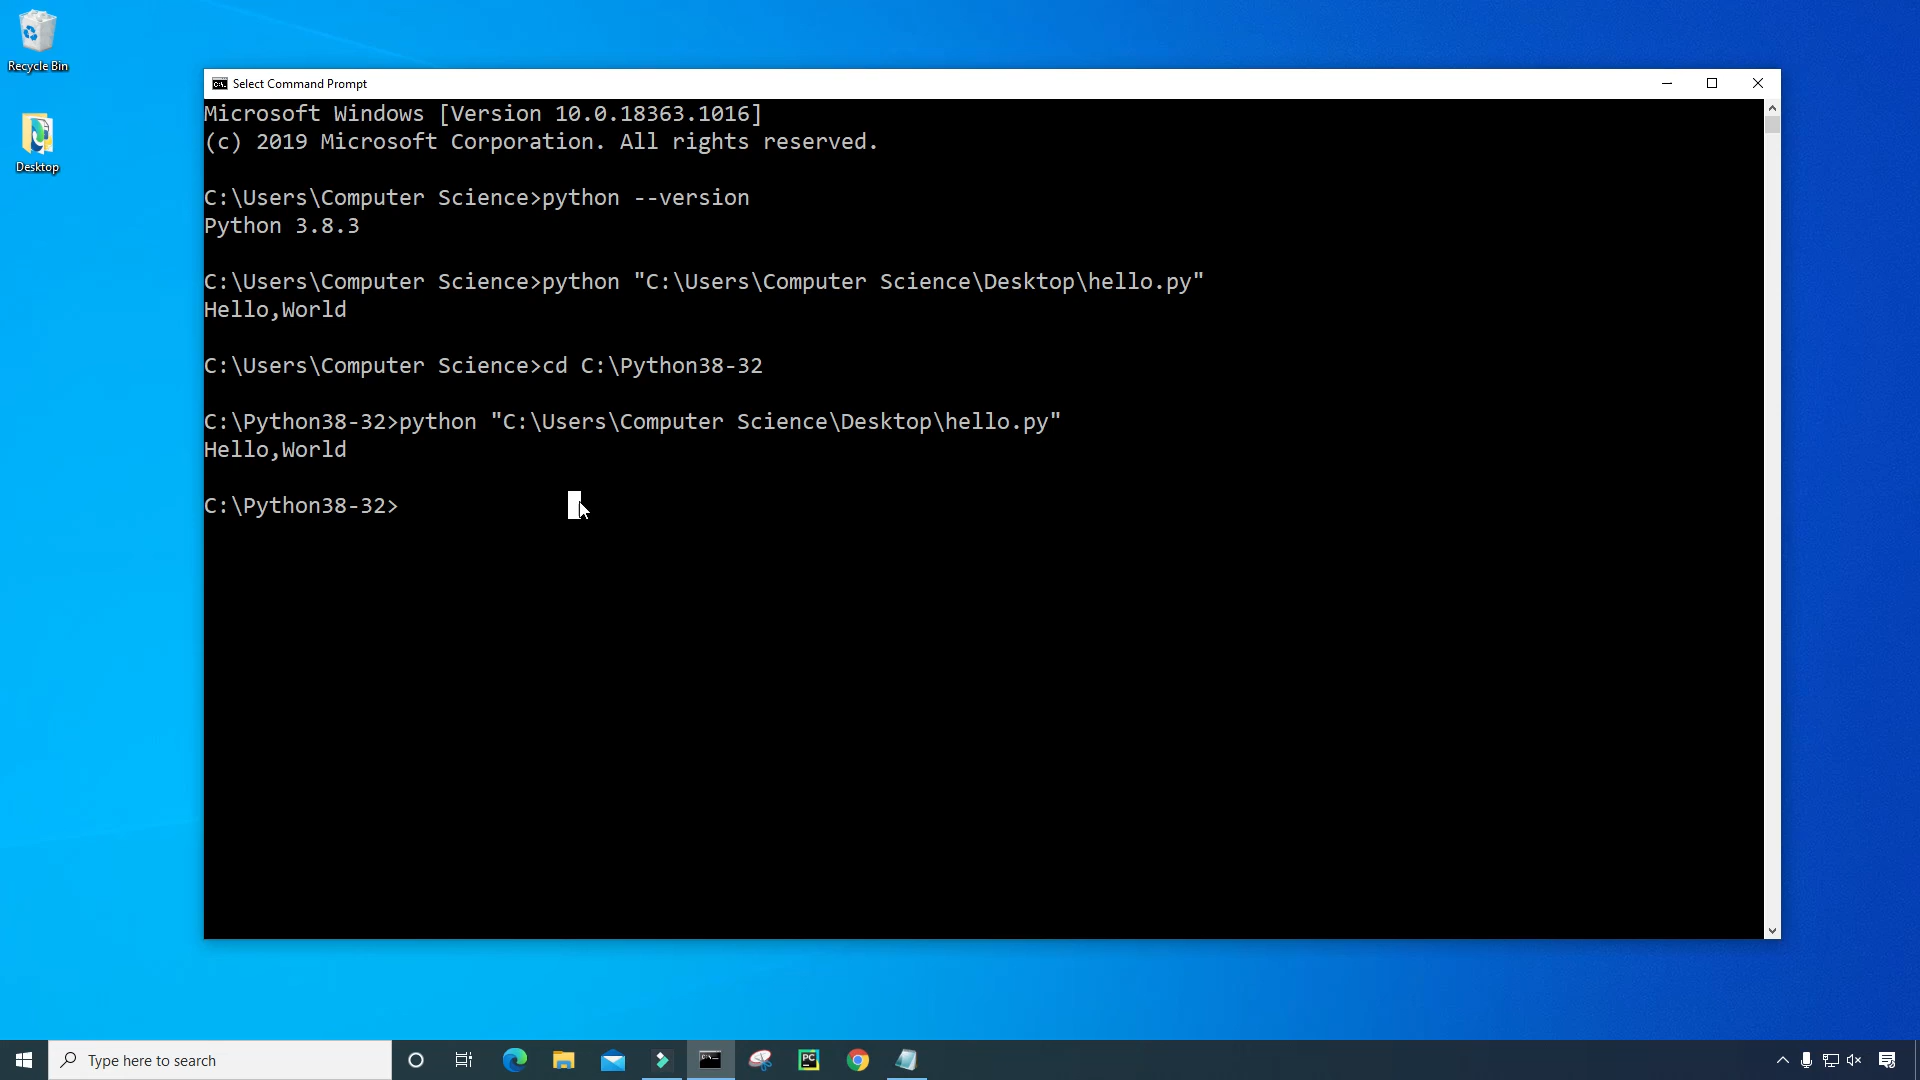 Recycle Bin
Desktop
Select Command Prompt
Microsoft Windows [Version 10.0.18363.1016]
(c) 2019 Microsoft Corporation. All rights reserved.
C:\Users\Computer Science>python --version
Python 3.8.3
C:\Users\Computer Science>python "C:\Users\Computer Science\Desktop\hello.py"
Hello,World
C:\Users\Computer Science>cd C:\Python38-32
C:\Python38-32>python "C:\Users\Computer Science\Desktop\hello.py"
Hello,World
C:\Python38-32>
Type here to search
PC